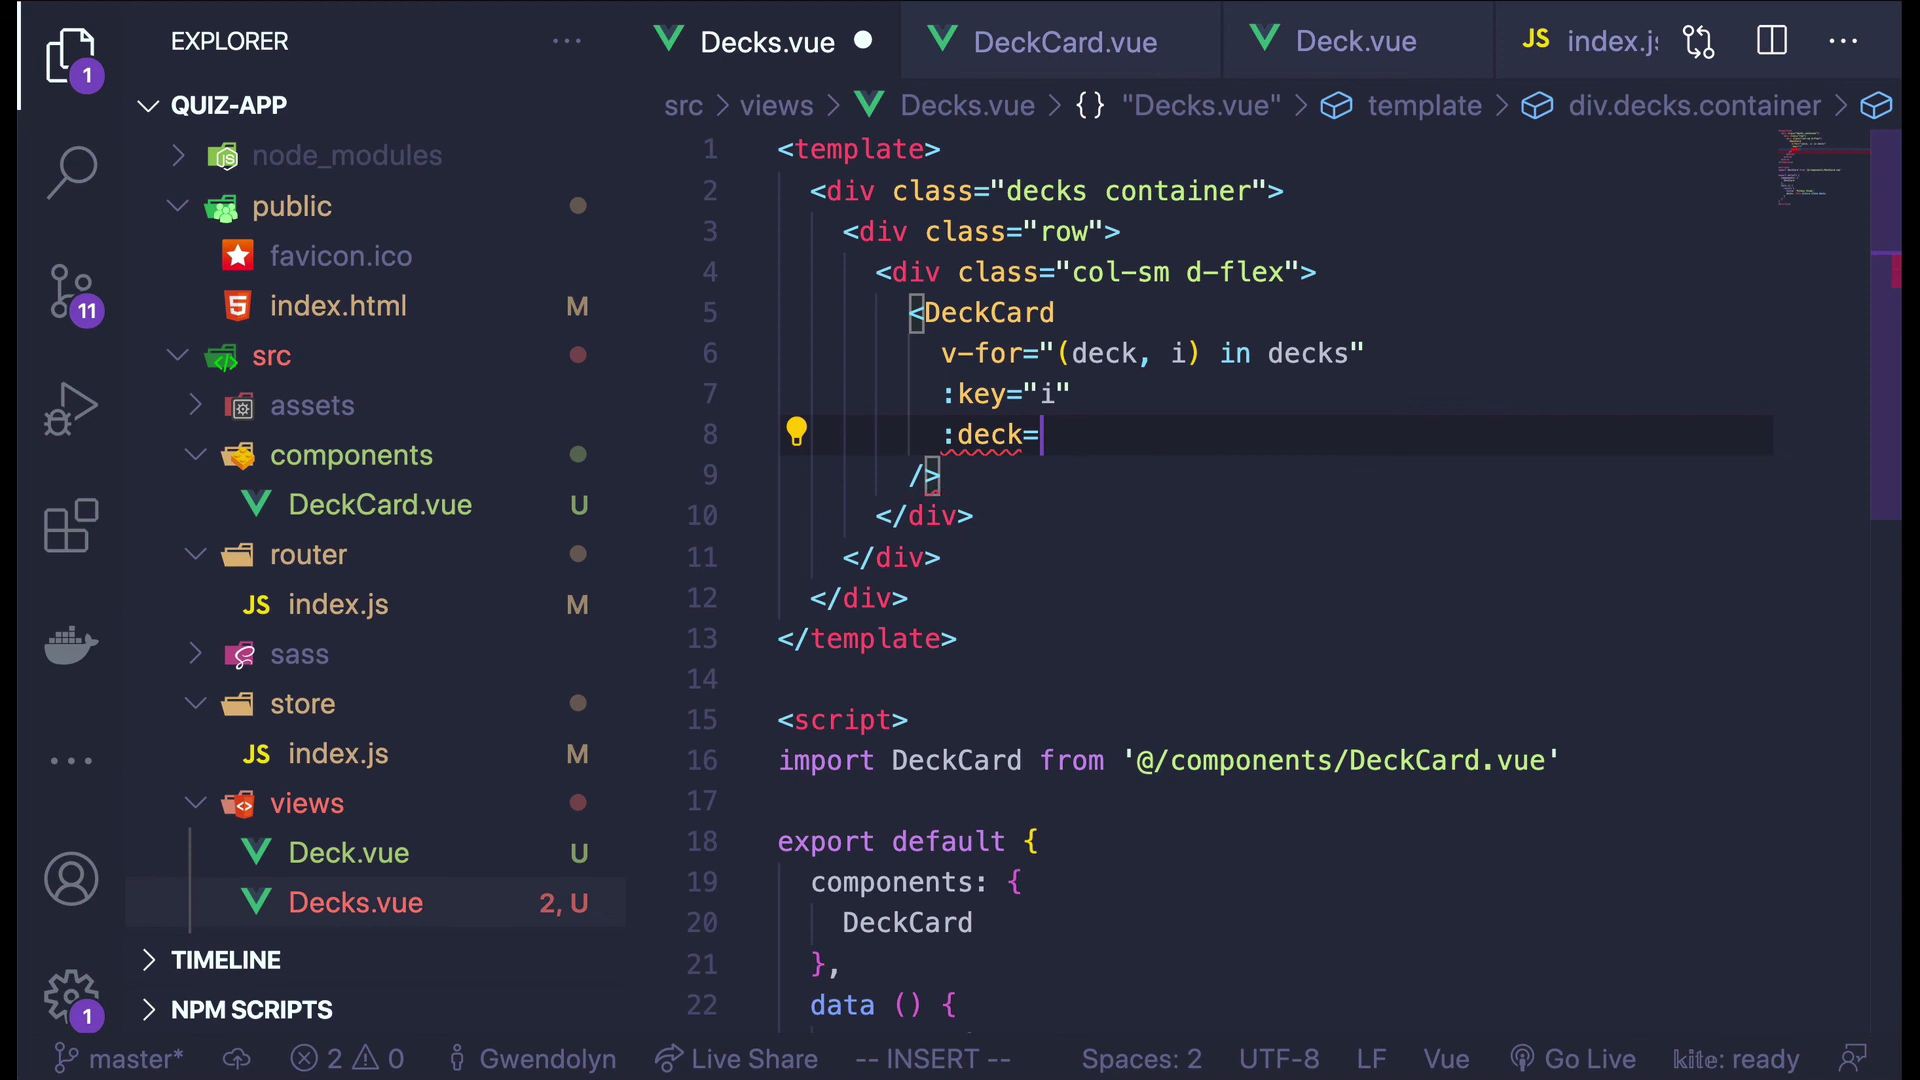 EXPLORER ...
Decks.vue
DeckCard.vue
Deck.vue
JS index.js
...
1
QUIZ-APP
src > views > Decks.vue > {} "Decks.vue" > template > div.decks.container >
node_modules
public
favicon.ico
index.html M
src
assets
components
DeckCard.vue U
router
JS index.js M
sass
store
JS index.js M
views
Deck.vue U
Decks.vue 2, U
TIMELINE
NPM SCRIPTS
11
...
1
1 <template>
2 <div class="decks container">
3 <div class="row">
4 <div class="col-sm d-flex">
5 <DeckCard
6 v-for="(deck, i) in decks"
7 :key="i"
8 :deck=
9 />
10 </div>
11 </div>
12 </div>
13 </template>
14
15 <script>
16 import DeckCard from '@/components/DeckCard.vue'
17
18 export default {
19 components: {
20 DeckCard
21 },
22 data () {
master* 2 0 Gwendolyn Live Share -- INSERT -- Spaces: 2 UTF-8 LF Vue Go Live kite: ready